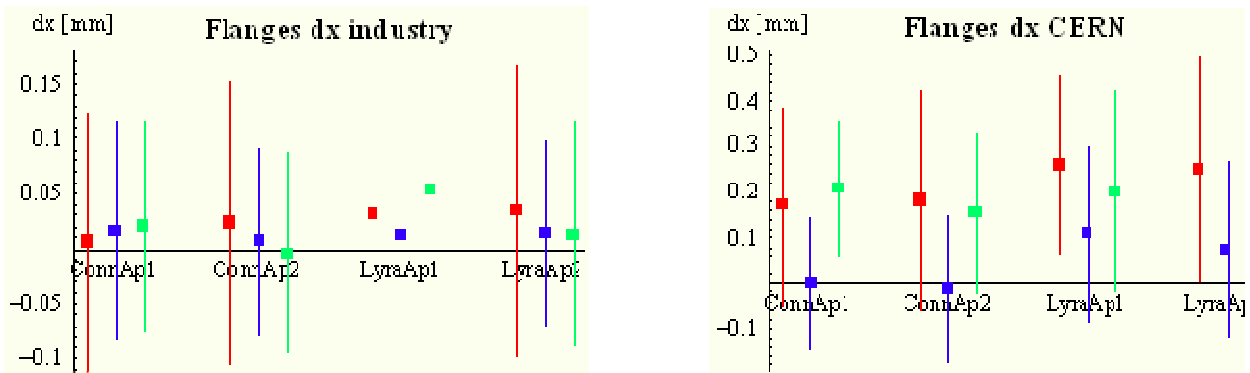 dx [mm]
Flanges dx industry
0.15
0.1
0.05
ConnAp1 ConnAp2 LyraAp1 LyraAp2
-0.05
-0.1
dx [mm]
Flanges dx CERN
0.5
0.4
0.3
0.2
0.1
ConnAp1 ConnAp2 LyraAp1 LyraAp
-0.1